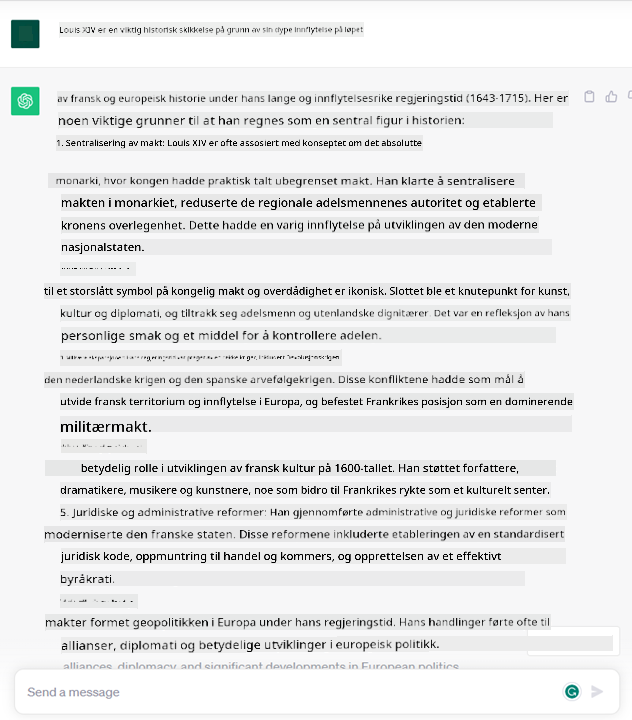 Louis XIV er en viktig historisk skikkelse på grunn av sin dype innflytelse på løpet
av fransk og europeisk historie under hans lange og innflytelsesrike regjeringstid (1643-1715). Her er
noen viktige grunner til at han regnes som en sentral figur i historien:
1. Sentralisering av makt: Louis XIV er ofte assosiert med konseptet om det absolutte
monarki, hvor kongen hadde praktisk talt ubegrenset makt. Han klarte å sentralisere
makten i monarkiet, reduserte de regionale adelsmennenes autoritet og etablerte
kronens overlegenhet. Dette hadde en varig innflytelse på utviklingen av den moderne
nasjonalstaten.
til et storslått symbol på kongelig makt og overdådighet er ikonisk. Slottet ble et knutepunkt for kunst,
kultur og diplomati, og tiltrakk seg adelsmenn og utenlandske dignitærer. Det var en refleksjon av hans
personlige smak og et middel for å kontrollere adelen.
den nederlandske krigen og den spanske arvefølgekrigen. Disse konfliktene hadde som mål å
utvide fransk territorium og innflytelse i Europa, og befestet Frankrikes posisjon som en dominerende
militærmakt.
betydelig rolle i utviklingen av fransk kultur på 1600-tallet. Han støttet forfattere,
dramatikere, musikere og kunstnere, noe som bidro til Frankrikes rykte som et kulturelt senter.
5. Juridiske og administrative reformer: Han gjennomførte administrative og juridiske reformer som
moderniserte den franske staten. Disse reformene inkluderte etableringen av en standardisert
juridisk kode, oppmuntring til handel og kommers, og opprettelsen av et effektivt
byråkrati.
makter formet geopolitikken i Europa under hans regjeringstid. Hans handlinger førte ofte til
allianser, diplomati og betydelige utviklinger i europeisk politikk.
alliances, diplomacy, and significant developments in European politics.
Send a message